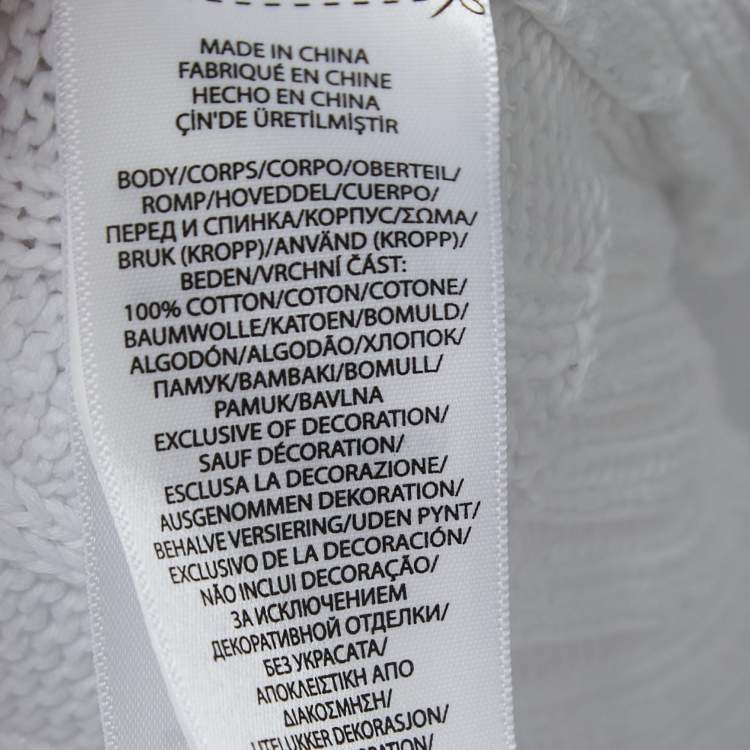 MADE IN CHINA
FABRIQUÉ EN CHINE
HECHO EN CHINA
ÇİN'DE ÜRETİLMİŞTİR
BODY/CORPS/CORPO/OBERTEIL/
ROMP/HOVEDDEL/CUERPO/
ПЕРЕД И СПИНКА/КОРПУС/ΣΩΜΑ/
BRUK (KROPP)/ANVÄND (KROPP)/
BEDEN/VRCHNÍ ČÁST:
100% COTTON/COTON/COTONE/
BAUMWOLLE/KATOEN/BOMULD/
ALGODÓN/ALGODÃO/ХЛОПОК/
ПАМУК/ΒΑΜΒΑΚΙ/BOMULL/
PAMUK/BAVLNA
EXCLUSIVE OF DECORATION/
SAUF DÉCORATION/
ESCLUSA LA DECORAZIONE/
AUSGENOMMEN DEKORATION/
BEHALVE VERSIERING/UDEN PYNT/
EXCLUSIVO DE LA DECORACIÓN/
NÃO INCLUI DECORAÇÃO/
ЗА ИСКЛЮЧЕНИЕМ
ДЕКОРАТИВНОЙ ОТДЕЛКИ/
БЕЗ УКРАСАТА/
ΑΠΟΚΛΕΙΣΤΙΚΗ ΑΠΟ
ΔΙΑΚΟΣΜΗΣΗ/
UTELUKKER DEKORASJON/